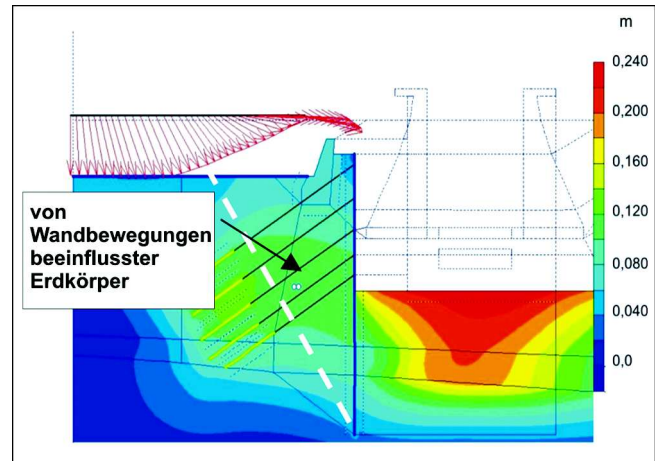 m
0,240
0,200
0,160
0,120
0,080
0,040
0,0
von
Wandbewegungen
beeinflusster
Erdkörper